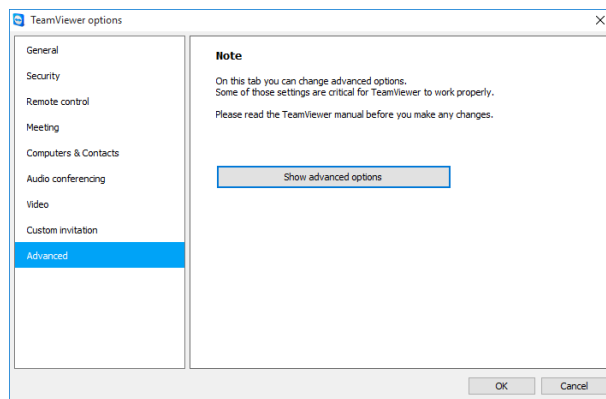 TeamViewer options
General
Security
Remote control
Meeting
Computers & Contacts
Audio conferencing
Video
Custom invitation
Advanced
Note
On this tab you can change advanced options.
Some of those settings are critical for TeamViewer to work properly.
Please read the TeamViewer manual before you make any changes.
Show advanced options
OK
Cancel